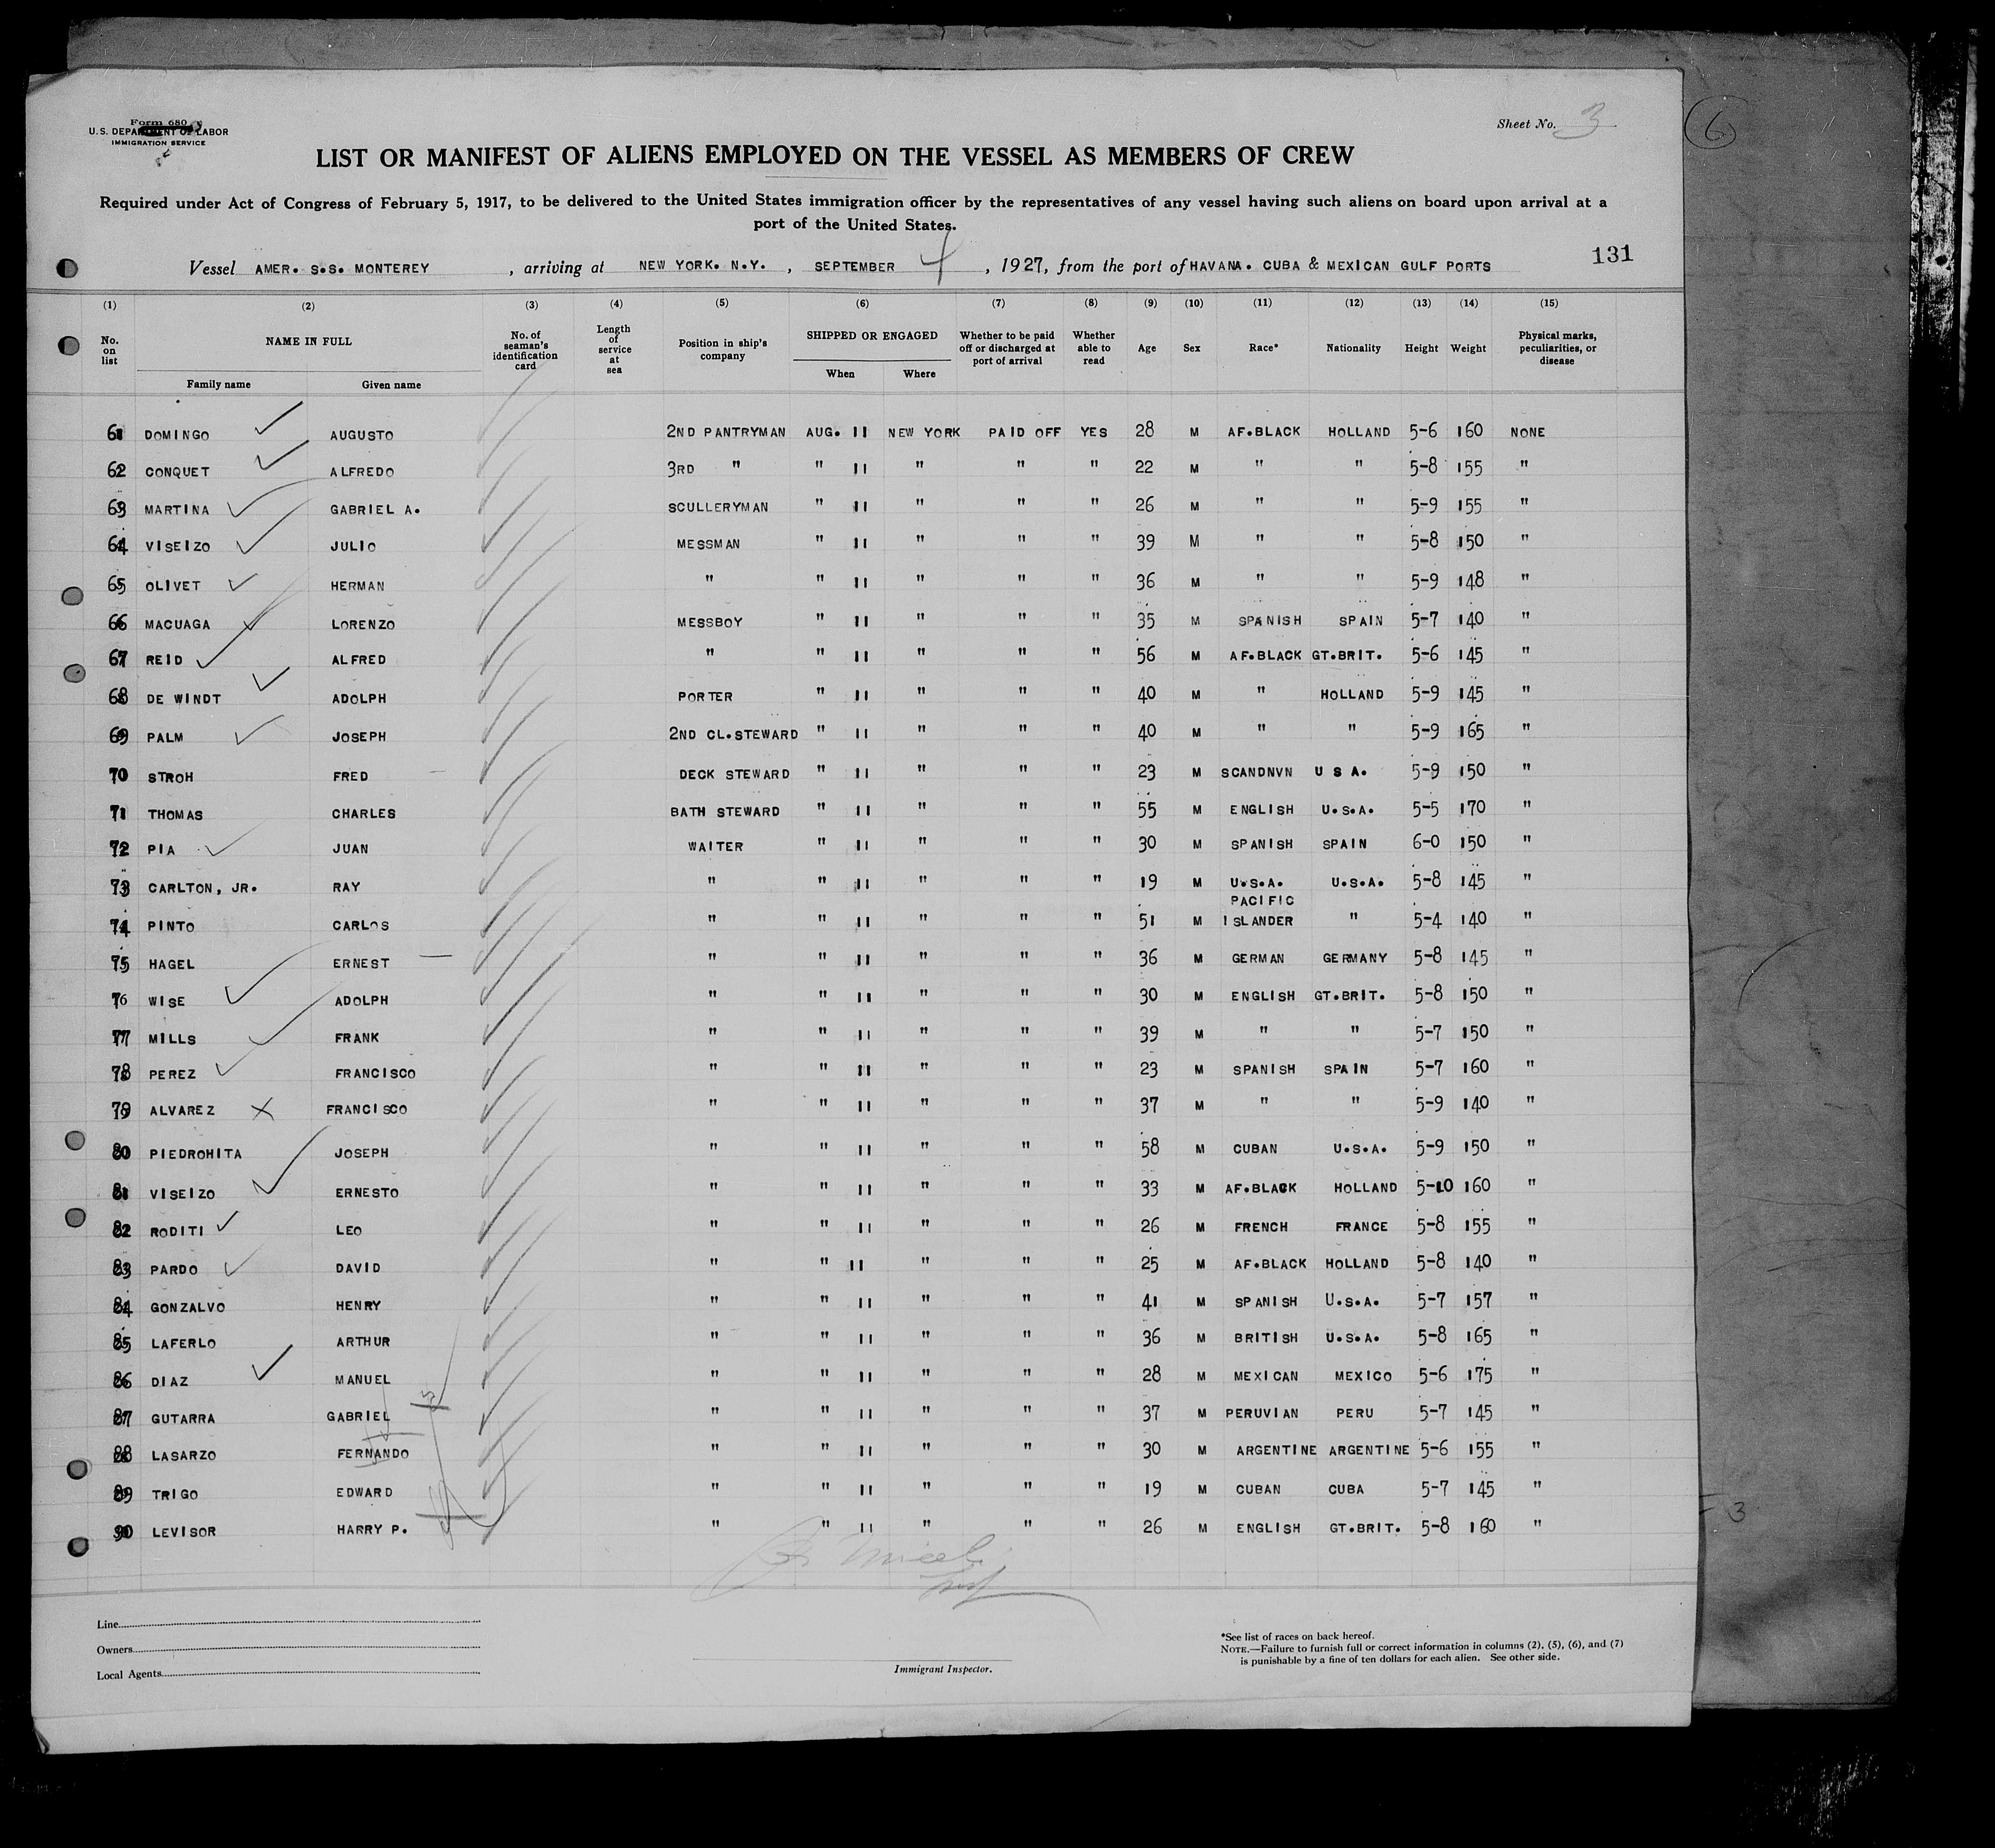 Form 680
U.S. DEPARTMENT OF LABOR
IMMIGRATION SERVICE
Sheet No. 3
6
LIST OR MANIFEST OF ALIENS EMPLOYED ON THE VESSEL AS MEMBERS OF CREW
Required under Act of Congress of February 5, 1917, to be delivered to the United States immigration officer by the representatives of any vessel having such aliens on board upon arrival at a
port of the United States.
131
Vessel AMER. S.S. MONTEREY, arriving at NEW YORK. N.Y., SEPTEMBER 4, 1927, from the port of HAVANA. CUBA & MEXICAN GULF PORTS
(1) (2) (3) (4) (5) (6) (7) (8) (9) (10) (11) (12) (13) (14) (15)
No. on list NAME IN FULL Family name Given name No. of seaman's identification card Length of service at sea Position in ship's company SHIPPED OR ENGAGED When Where Whether to be paid off or discharged at port of arrival Whether able to read Age Sex Race* Nationality Height Weight Physical marks, peculiarities, or disease
61 DOMINGO AUGUSTO 2ND PANTRYMAN AUG. 11 NEW YORK PAID OFF YES 28 M AF.BLACK HOLLAND 5-6 160 NONE
62 CONQUET ALFREDO 3RD " " 11 " " " 22 M " " 5-8 155 "
63 MARTINA GABRIEL A. SCULLERYMAN " 11 " " " 26 M " " 5-9 155 "
64 VISEIZO JULIO MESSMAN " 11 " " " 39 M " " 5-8 150 "
65 OLIVET HERMAN " " 11 " " " 36 M " " 5-9 148 "
66 MACUAGA LORENZO MESSBOY " 11 " " " 35 M SPANISH SPAIN 5-7 140 "
67 REID ALFRED " " 11 " " " 56 M AF.BLACK GT.BRIT. 5-6 145 "
68 DE WINDT ADOLPH PORTER " 11 " " " 40 M " HOLLAND 5-9 145 "
69 PALM JOSEPH 2ND CL.STEWARD " 11 " " " 40 M " " 5-9 165 "
70 STROH FRED DECK STEWARD " 11 " " " 23 M SCANDNVN U S A. 5-9 150 "
71 THOMAS CHARLES BATH STEWARD " 11 " " " 55 M ENGLISH U.S.A. 5-5 170 "
72 PIA JUAN WAITER " 11 " " " 30 M SPANISH SPAIN 6-0 150 "
73 CARLTON, JR. RAY " " 11 " " " 19 M U.S.A. U.S.A. 5-8 145 "
74 PINTO CARLOS " " 11 " " " 51 M PACIFIC ISLANDER " 5-4 140 "
75 HAGEL ERNEST " " 11 " " " 36 M GERMAN GERMANY 5-8 145 "
76 WISE ADOLPH " " 11 " " " 30 M ENGLISH GT.BRIT. 5-8 150 "
77 MILLS FRANK " " 11 " " " 39 M " " 5-7 150 "
78 PEREZ FRANCISCO " " 11 " " " 23 M SPANISH SPAIN 5-7 160 "
79 ALVAREZ FRANCISCO " " 11 " " " 37 M " " 5-9 140 "
80 PIEDROHITA JOSEPH " " 11 " " " 58 M CUBAN U.S.A. 5-9 150 "
81 VISEIZO ERNESTO " " 11 " " " 33 M AF.BLACK HOLLAND 5-10 160 "
82 RODITI LEO " " 11 " " " 26 M FRENCH FRANCE 5-8 155 "
83 PARDO DAVID " " 11 " " " 25 M AF.BLACK HOLLAND 5-8 140 "
84 GONZALVO HENRY " " 11 " " " 41 M SPANISH U.S.A. 5-7 157 "
85 LAFERLO ARTHUR " " 11 " " " 36 M BRITISH U.S.A. 5-8 165 "
86 DIAZ MANUEL " " 11 " " " 28 M MEXICAN MEXICO 5-6 175 "
87 GUTARRA GABRIEL " " 11 " " " 37 M PERUVIAN PERU 5-7 145 "
88 LASARZO FERNANDO " " 11 " " " 30 M ARGENTINE ARGENTINE 5-6 155 "
89 TRIGO EDWARD " " 11 " " " 19 M CUBAN CUBA 5-7 145 "
90 LEVISOR HARRY P. " " 11 " " " 26 M ENGLISH GT.BRIT. 5-8 160 "
3
Line
Owners
Local Agents
Immigrant Inspector.
*See list of races on back hereof.
NOTE.—Failure to furnish full or correct information in columns (2), (5), (6), and (7)
is punishable by a fine of ten dollars for each alien. See other side.